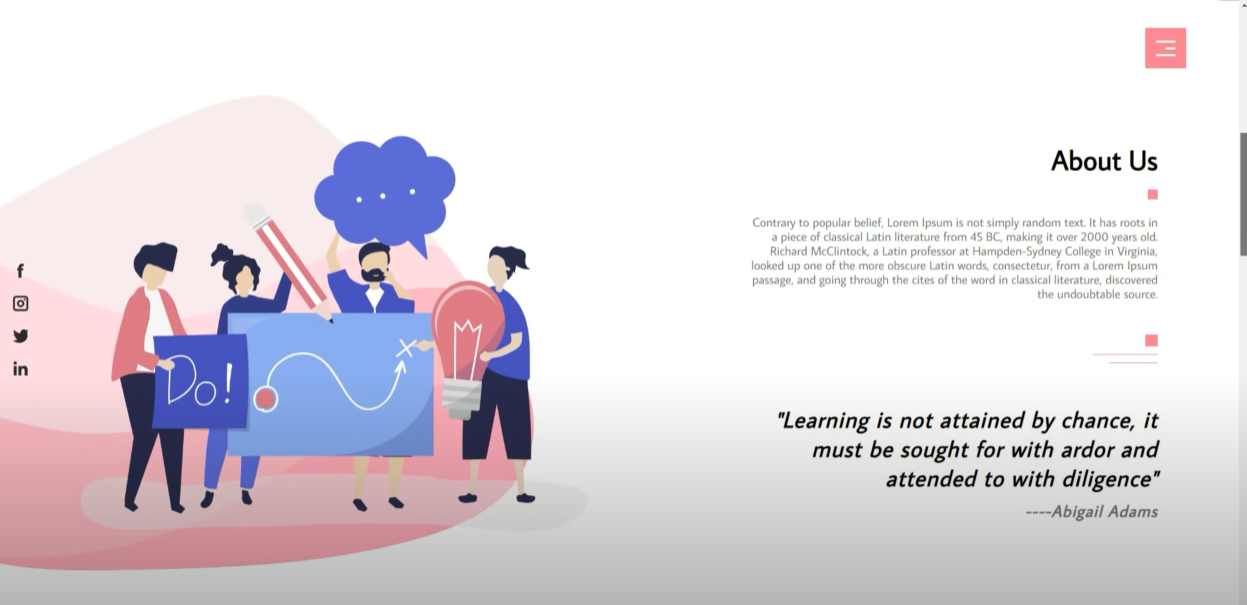 About Us
Contrary to popular belief, Lorem Ipsum is not simply random text. It has roots in
a piece of classical Latin literature from 45 BC, making it over 2000 years old.
Richard McClintock, a Latin professor at Hampden-Sydney College in Virginia,
looked up one of the more obscure Latin words, consectetur, from a Lorem Ipsum
passage, and going through the cites of the word in classical literature, discovered
the undoubtable source.
Do!
"Learning is not attained by chance, it
must be sought for with ardor and
attended to with diligence"
----Abigail Adams